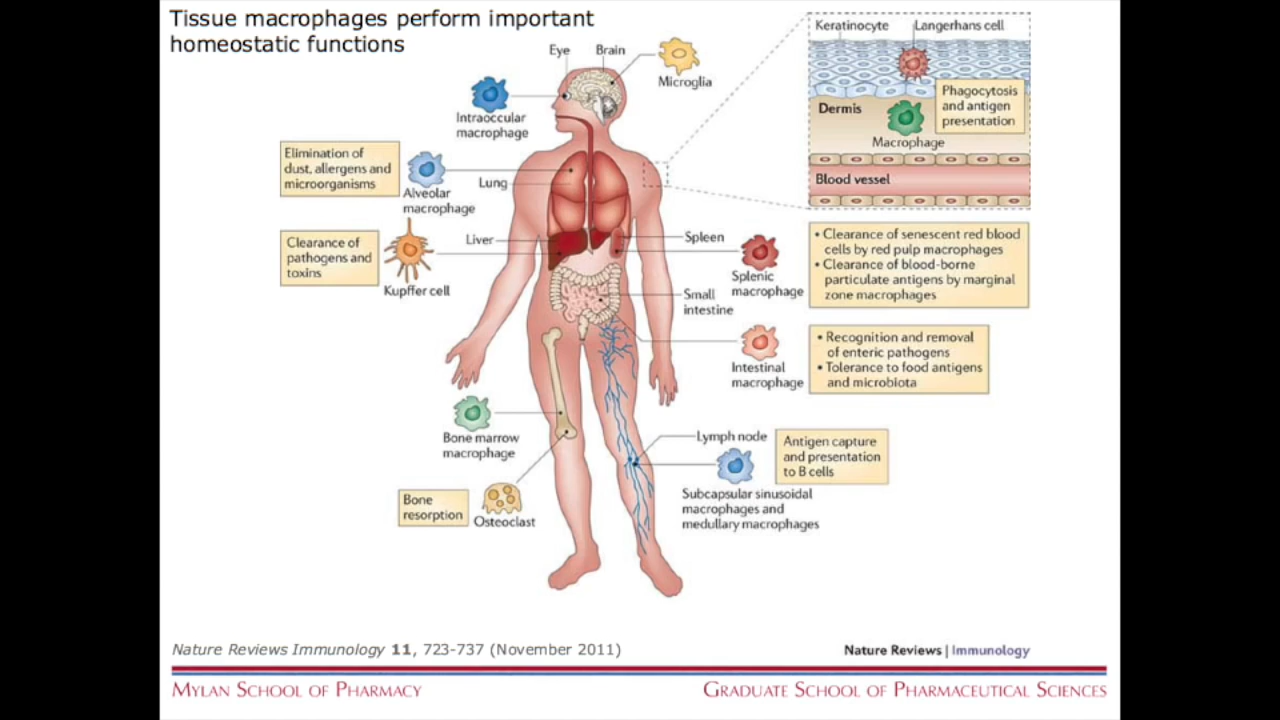 Tissue macrophages perform important
homeostatic functions
Eye
Brain
Microglia
Intraoccular
macrophage
Elimination of
dust, allergens and
microorganisms
Alveolar
macrophage
Lung
Clearance of
pathogens and
toxins
Kupffer cell
Liver
Spleen
Splenic
macrophage
• Clearance of senescent red blood
cells by red pulp macrophages
• Clearance of blood-borne
particulate antigens by marginal
zone macrophages
Small
intestine
Intestinal
macrophage
• Recognition and removal
of enteric pathogens
• Tolerance to food antigens
and microbiota
Bone marrow
macrophage
Bone
resorption
Osteoclast
Lymph node
Antigen capture
and presentation
to B cells
Subcapsular sinusoidal
macrophages and
medullary macrophages
Keratinocyte
Langerhans cell
Phagocytosis
and antigen
presentation
Dermis
Macrophage
Blood vessel
Nature Reviews Immunology 11, 723-737 (November 2011)
Nature Reviews | Immunology
MYLAN SCHOOL OF PHARMACY
GRADUATE SCHOOL OF PHARMACEUTICAL SCIENCES